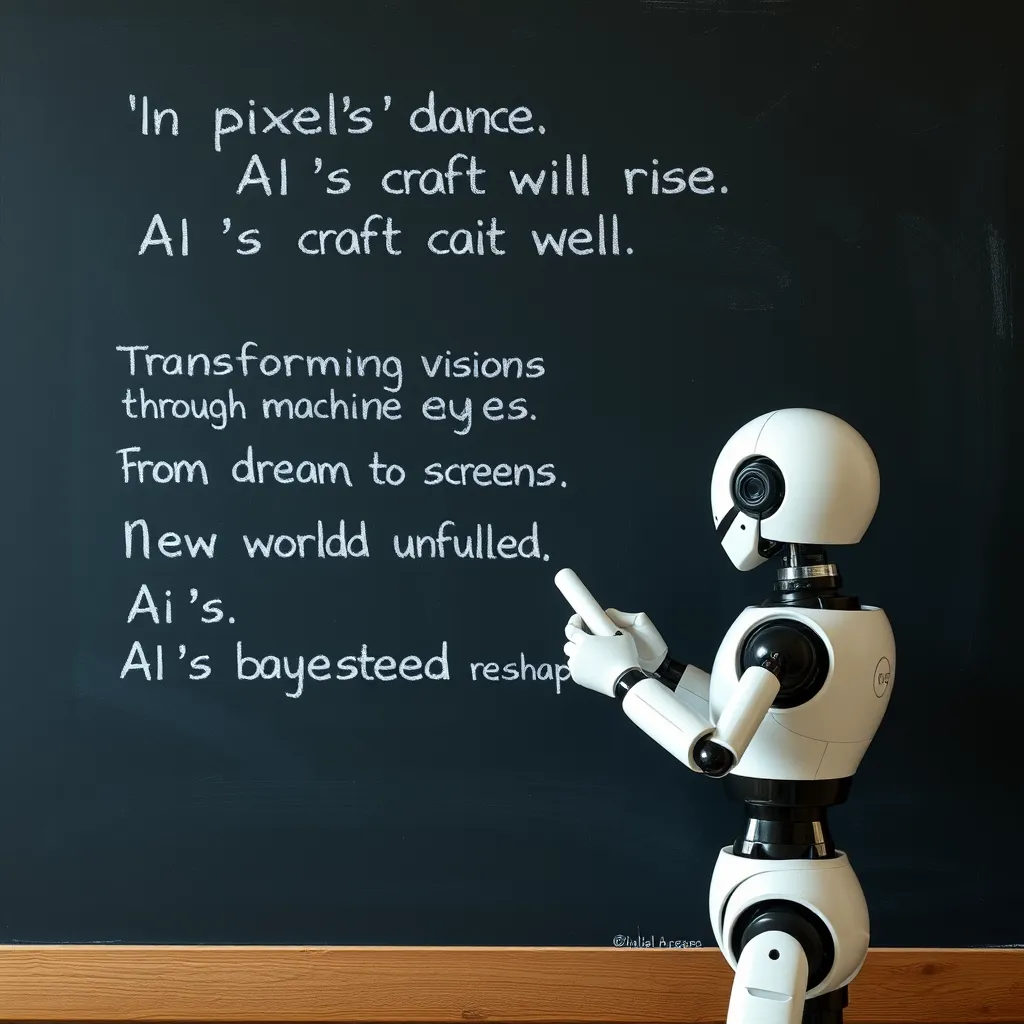 'In pixel's' dance.
AI 's craft will rise.
AI 's craft cait well.
Transforming visions
through machine eyes.
From dream to screens.
New worldd unfulled.
Ai 's.
AI 's bayesteed reshap